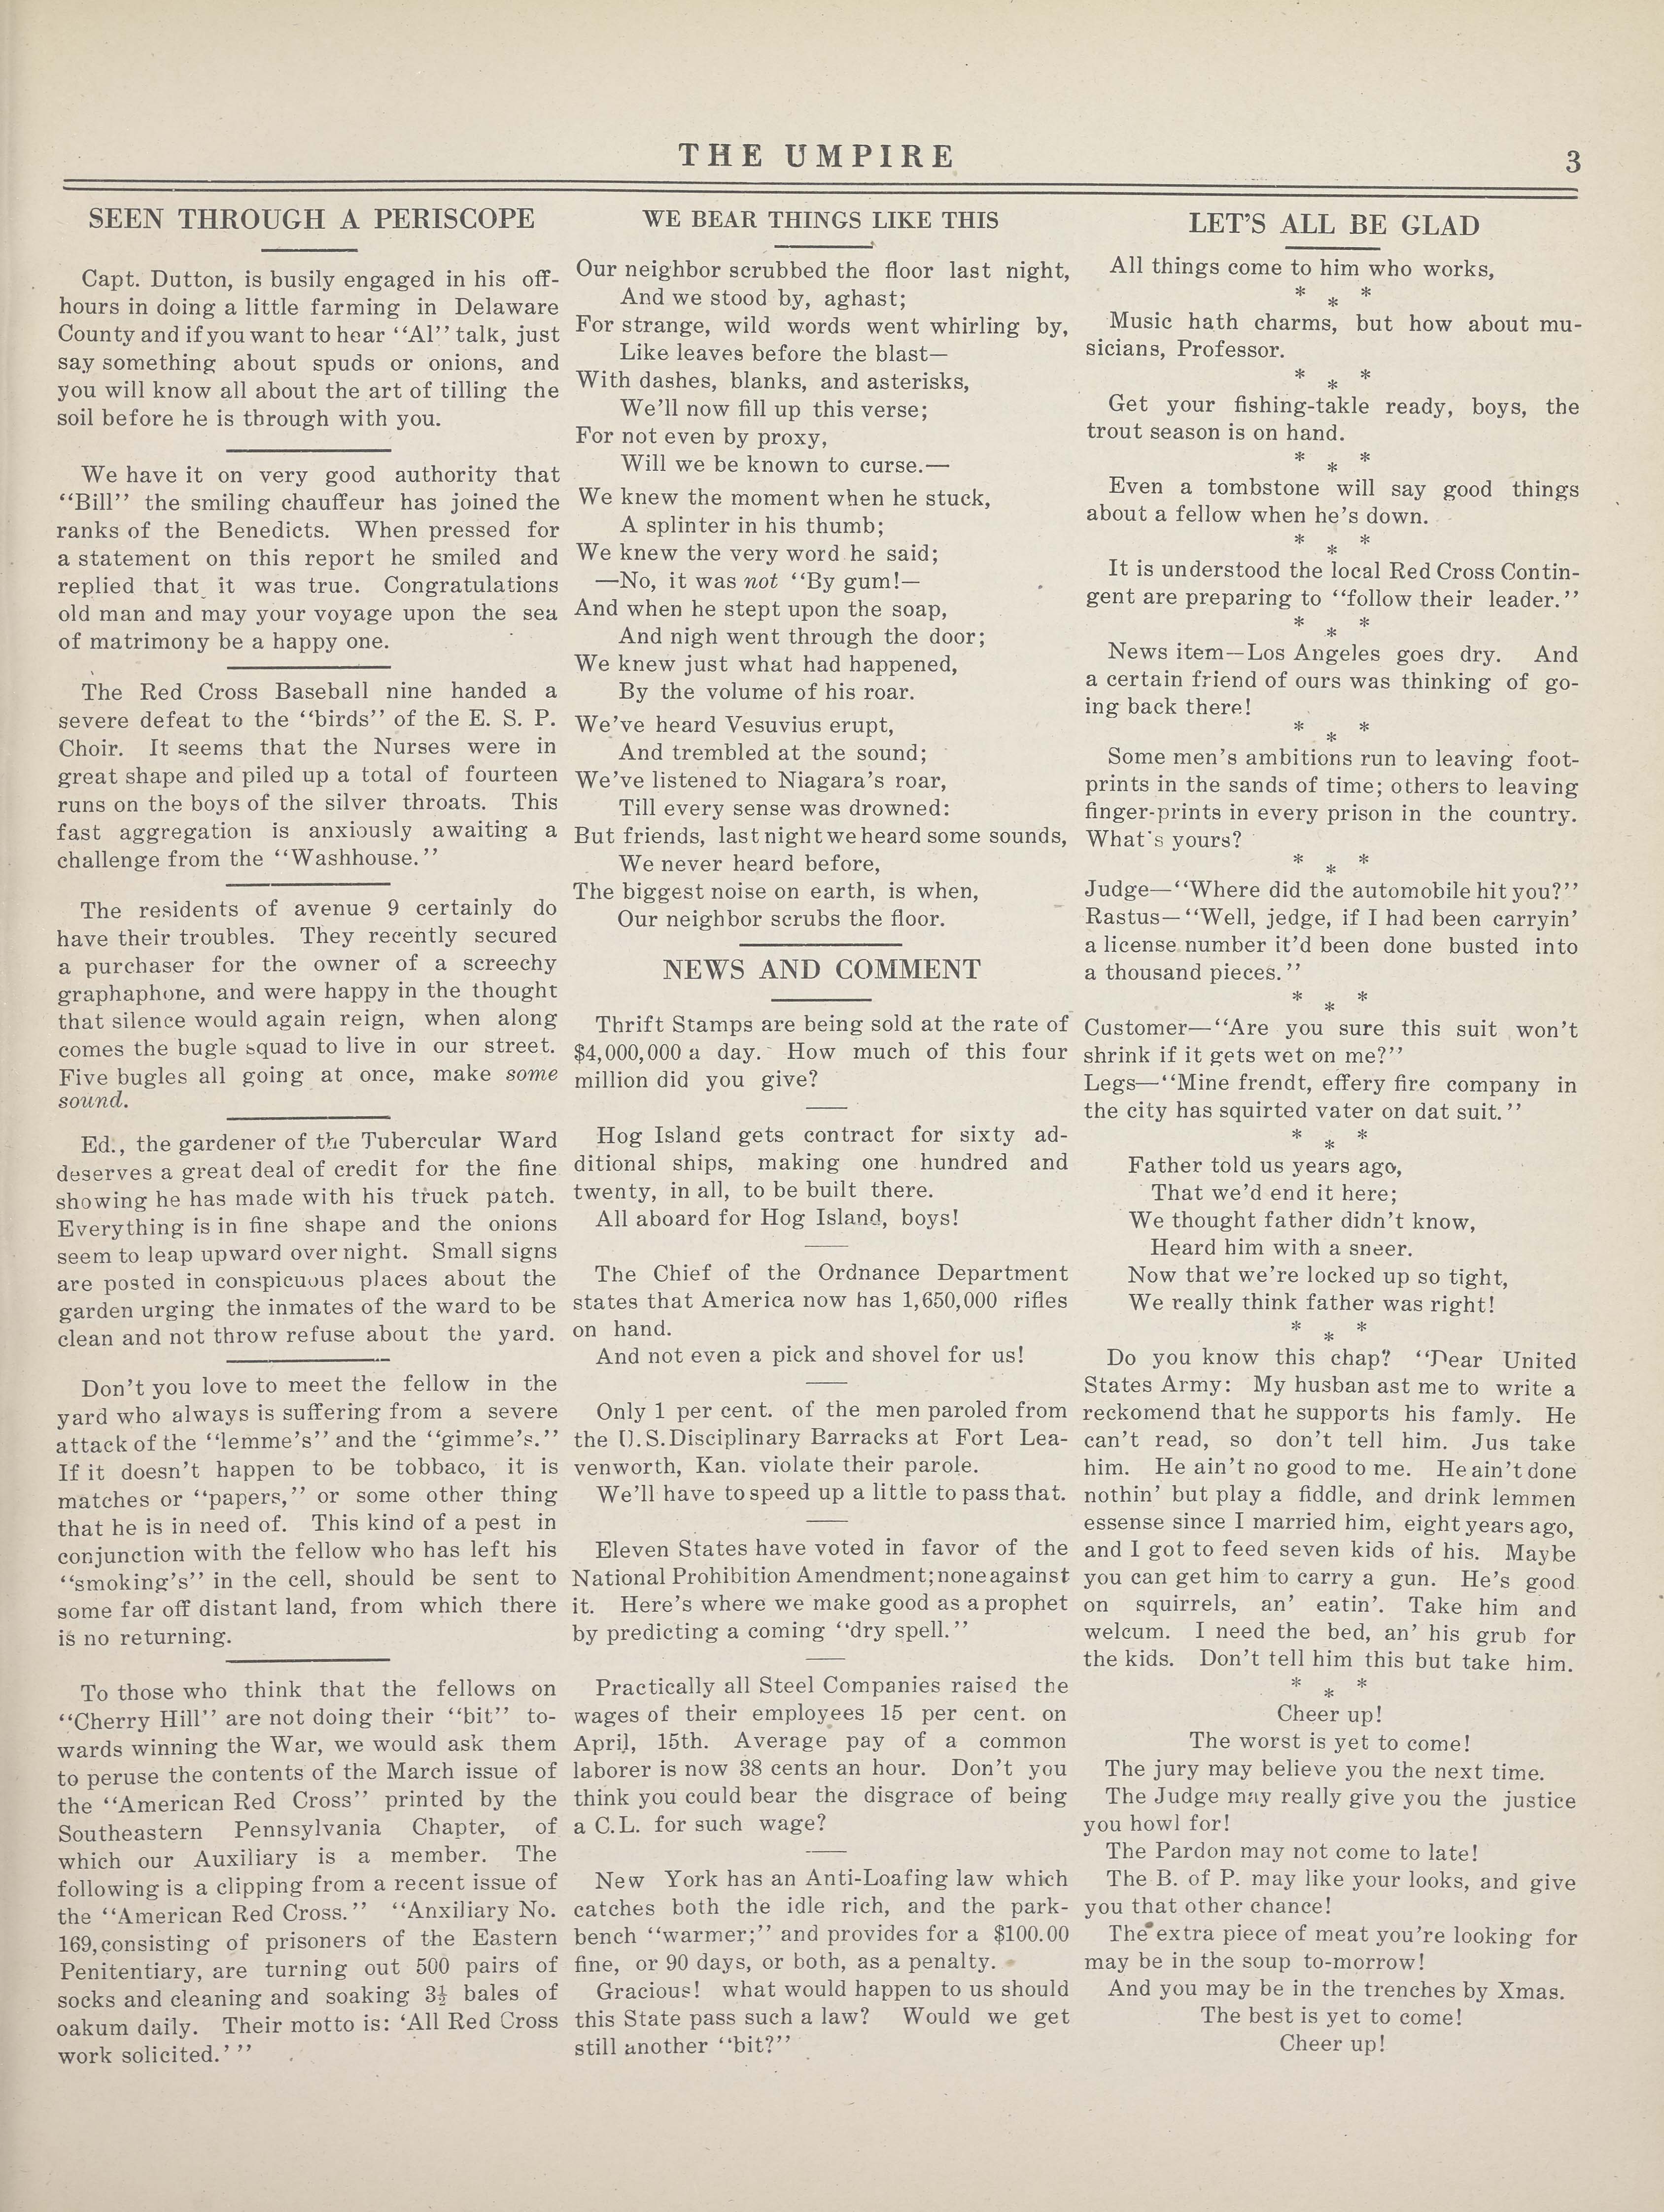 THE UMPIRE
3
SEEN THROUGH A PERISCOPE
Capt. Dutton, is busily engaged in his off-
hours in doing a little farming in Delaware
County and if you want to hear ‘‘Al’’ talk, just
say something about spuds or onions, and
you will know all about the art of tilling the
soil before he is through with you.
We have it on very good authority that
‘‘Bill’’ the smiling chauffeur has joined the
ranks of the Benedicts. When pressed for
a statement on this report he smiled and
replied that it was true. Congratulations
old man and may your voyage upon the sea
of matrimony be a happy one.
The Red Cross Baseball nine handed a
severe defeat to the ‘‘birds’’ of the E. S. P.
Choir. It seems that the Nurses were in
great shape and piled up a total of fourteen
runs on the boys of the silver throats. This
fast aggregation is anxiously awaiting a
challenge from the ‘‘Washhouse.’’
The residents of avenue 9 certainly do
have their troubles. They recently secured
a purchaser for the owner of a screechy
graphaphone, and were happy in the thought
that silence would again reign, when along
comes the bugle squad to live in our street.
Five bugles all going at once, make some
sound.
Ed., the gardener of the Tubercular Ward
deserves a great deal of credit for the fine
showing he has made with his truck patch.
Everything is in fine shape and the onions
seem to leap upward over night. Small signs
are posted in conspicuous places about the
garden urging the inmates of the ward to be
clean and not throw refuse about the yard.
Don't you love to meet the fellow in the
yard who always is suffering from a severe
attack of the ‘‘lemme's’’ and the ‘‘gimme's.’’
If it doesn't happen to be tobbaco, it is
matches or ‘‘papers,’’ or some other thing
that he is in need of. This kind of a pest in
conjunction with the fellow who has left his
‘‘smoking's’’ in the cell, should be sent to
some far off distant land, from which there
is no returning.
To those who think that the fellows on
‘‘Cherry Hill’’ are not doing their ‘‘bit’’ to-
wards winning the War, we would ask them
to peruse the contents of the March issue of
the ‘‘American Red Cross’’ printed by the
Southeastern Pennsylvania Chapter, of
which our Auxiliary is a member. The
following is a clipping from a recent issue of
the ‘‘American Red Cross.’’ ‘‘Anxiliary No.
169, consisting of prisoners of the Eastern
Penitentiary, are turning out 500 pairs of
socks and cleaning and soaking 3½ bales of
oakum daily. Their motto is: ‘All Red Cross
work solicited.’ ’’
WE BEAR THINGS LIKE THIS
Our neighbor scrubbed the floor last night,
And we stood by, aghast;
For strange, wild words went whirling by,
Like leaves before the blast—
With dashes, blanks, and asterisks,
We'll now fill up this verse;
For not even by proxy,
Will we be known to curse.—
We knew the moment when he stuck,
A splinter in his thumb;
We knew the very word he said;
—No, it was not ‘‘By gum!—
And when he stept upon the soap,
And nigh went through the door;
We knew just what had happened,
By the volume of his roar.
We've heard Vesuvius erupt,
And trembled at the sound;
We've listened to Niagara's roar,
Till every sense was drowned:
But friends, last night we heard some sounds,
We never heard before,
The biggest noise on earth, is when,
Our neighbor scrubs the floor.
NEWS AND COMMENT
Thrift Stamps are being sold at the rate of
$4,000,000 a day. How much of this four
million did you give?
Hog Island gets contract for sixty ad-
ditional ships, making one hundred and
twenty, in all, to be built there.
All aboard for Hog Island, boys!
The Chief of the Ordnance Department
states that America now has 1,650,000 rifles
on hand.
And not even a pick and shovel for us!
Only 1 per cent. of the men paroled from
the U.S. Disciplinary Barracks at Fort Lea-
venworth, Kan. violate their parole.
We'll have to speed up a little to pass that.
Eleven States have voted in favor of the
National Prohibition Amendment; none against
it. Here's where we make good as a prophet
by predicting a coming ‘‘dry spell.’’
Practically all Steel Companies raised the
wages of their employees 15 per cent. on
April, 15th. Average pay of a common
laborer is now 38 cents an hour. Don't you
think you could bear the disgrace of being
a C.L. for such wage?
New York has an Anti-Loafing law which
catches both the idle rich, and the park-
bench ‘‘warmer;’’ and provides for a $100.00
fine, or 90 days, or both, as a penalty.
Gracious! what would happen to us should
this State pass such a law? Would we get
still another ‘‘bit?’’
LET'S ALL BE GLAD
All things come to him who works,
* * *
Music hath charms, but how about mu-
sicians, Professor.
* * *
Get your fishing-takle ready, boys, the
trout season is on hand.
* * *
Even a tombstone will say good things
about a fellow when he's down.
* * *
It is understood the local Red Cross Contin-
gent are preparing to ‘‘follow their leader.’’
* * *
News item—Los Angeles goes dry. And
a certain friend of ours was thinking of go-
ing back there!
* * *
Some men's ambitions run to leaving foot-
prints in the sands of time; others to leaving
finger-prints in every prison in the country.
What's yours?
* * *
Judge—‘‘Where did the automobile hit you?’’
Rastus—‘‘Well, jedge, if I had been carryin'
a license number it'd been done busted into
a thousand pieces.’’
* * *
Customer—‘‘Are you sure this suit won't
shrink if it gets wet on me?’’
Legs—‘‘Mine frendt, effery fire company in
the city has squirted vater on dat suit.’’
* * *
Father told us years ago,
That we'd end it here;
We thought father didn't know,
Heard him with a sneer.
Now that we're locked up so tight,
We really think father was right!
* * *
Do you know this chap? ‘‘Dear United
States Army: My husban ast me to write a
reckomend that he supports his famly. He
can't read, so don't tell him. Jus take
him. He ain't no good to me. He ain't done
nothin' but play a fiddle, and drink lemmen
essense since I married him, eight years ago,
and I got to feed seven kids of his. Maybe
you can get him to carry a gun. He's good
on squirrels, an' eatin'. Take him and
welcum. I need the bed, an' his grub for
the kids. Don't tell him this but take him.
* * *
Cheer up!
The worst is yet to come!
The jury may believe you the next time.
The Judge may really give you the justice
you howl for!
The Pardon may not come to late!
The B. of P. may like your looks, and give
you that other chance!
The extra piece of meat you're looking for
may be in the soup to-morrow!
And you may be in the trenches by Xmas.
The best is yet to come!
Cheer up!